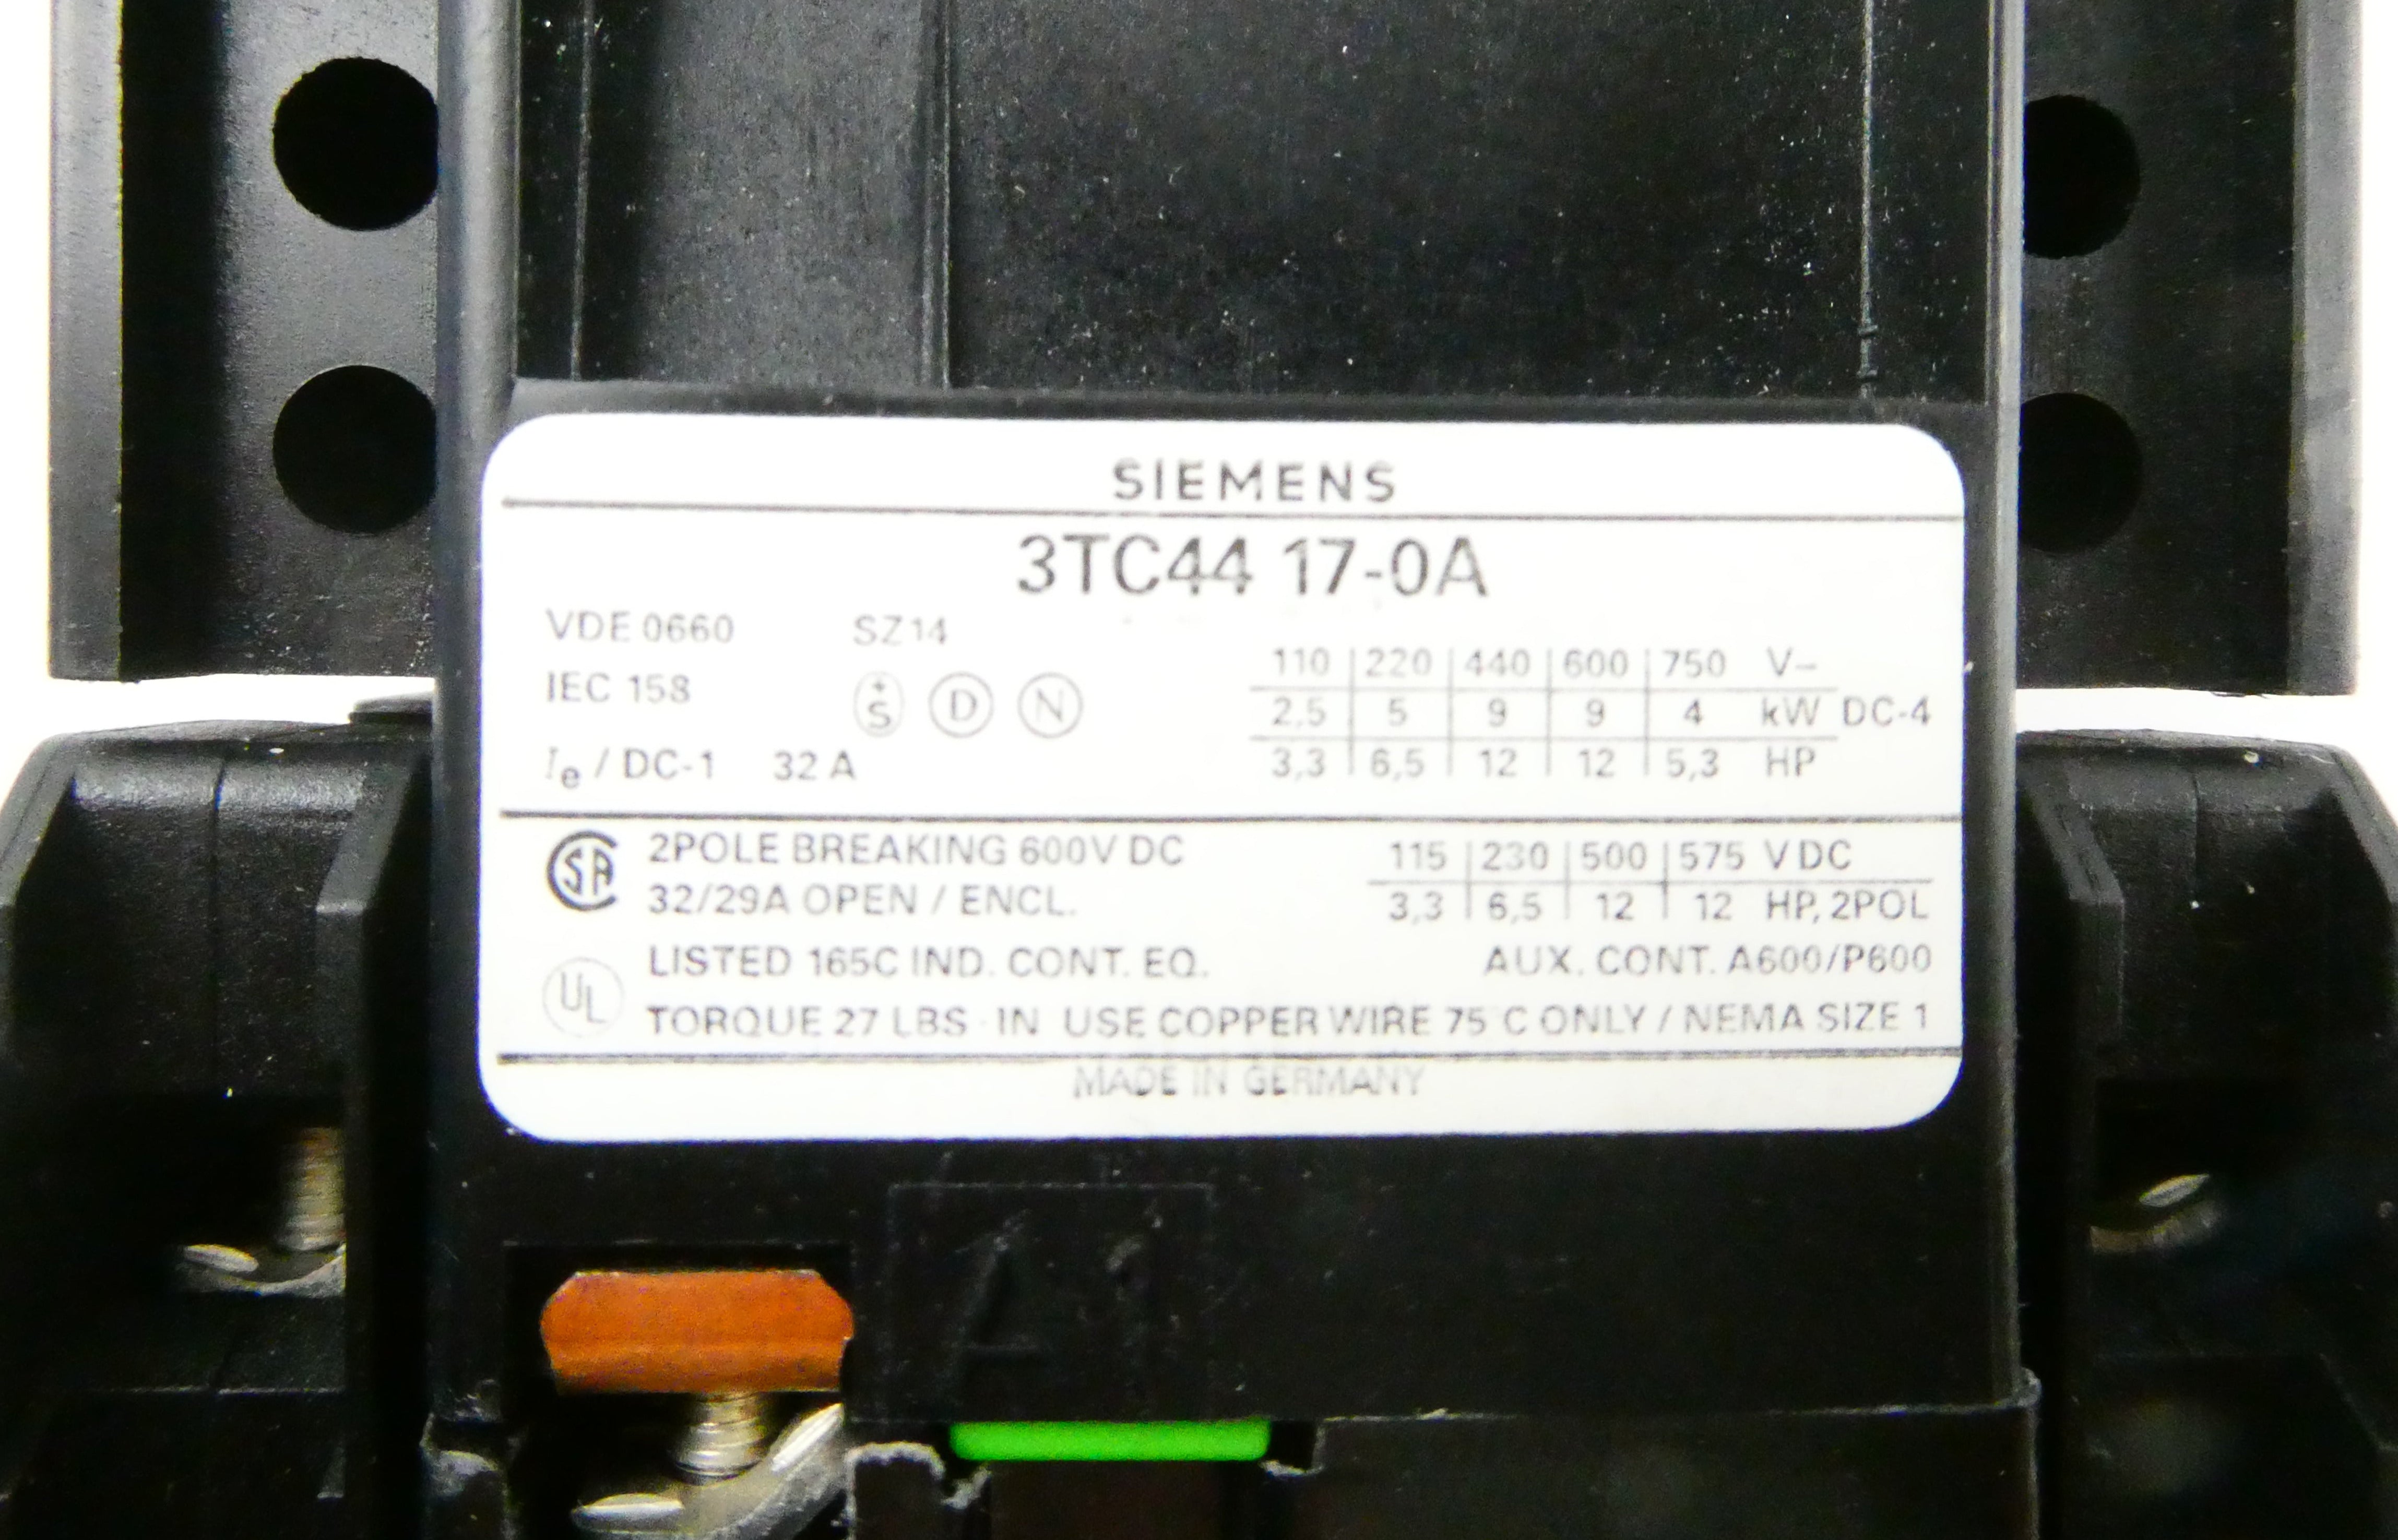 SIEMENS
3TC44 17-0A
VDE 0660 SZ14
IEC 158 +S D N
Ie / DC-1 32 A
110 220 440 600 750 V–
2,5 5 9 9 4 kW DC-4
3,3 6,5 12 12 5,3 HP
SA 2POLE BREAKING 600V DC
32/29A OPEN / ENCL.
115 230 500 575 V DC
3,3 6,5 12 12 HP, 2POL
UL LISTED 165C IND. CONT. EQ. AUX. CONT. A600/P600
TORQUE 27 LBS · IN USE COPPER WIRE 75°C ONLY / NEMA SIZE 1
MADE IN GERMANY
A1